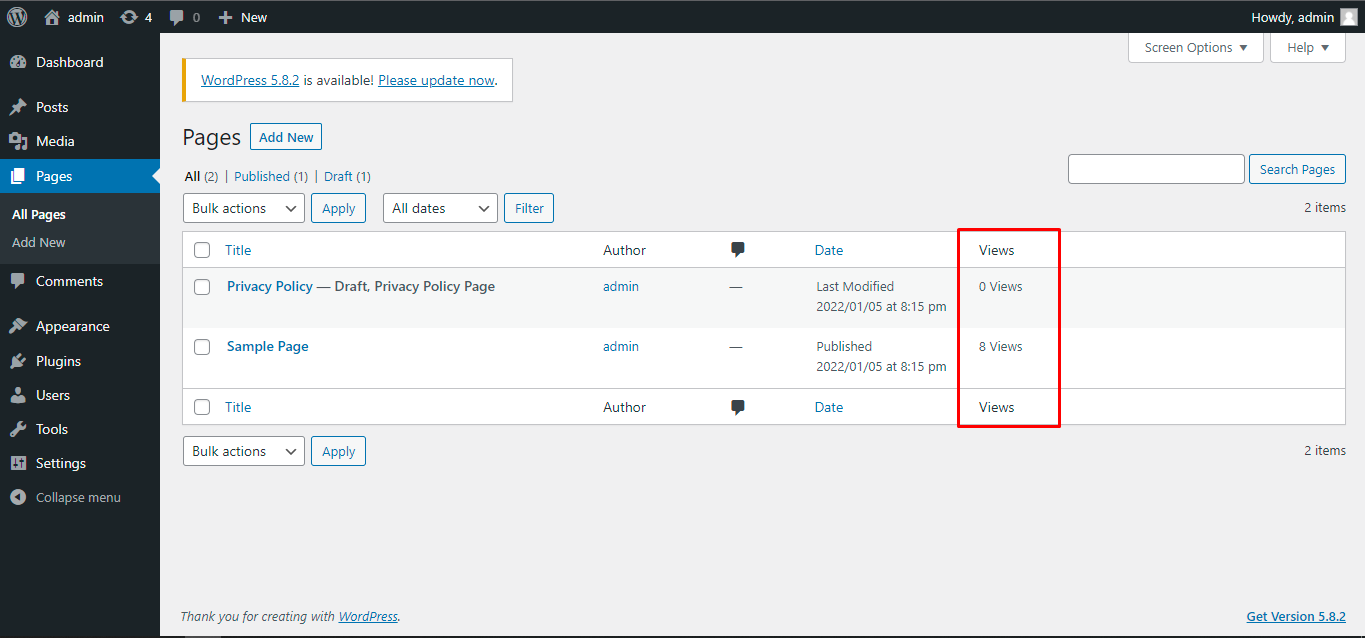 admin 4 0 New Howdy, admin
Screen Options Help
Dashboard
WordPress 5.8.2 is available! Please update now.
Posts
Media
Pages
All Pages
Add New
Comments
Appearance
Plugins
Users
Tools
Settings
Collapse menu
Pages Add New
All (2) | Published (1) | Draft (1)
Search Pages
Bulk actions Apply All dates Filter
2 items
Title Author Date Views
Privacy Policy — Draft, Privacy Policy Page admin — Last Modified 0 Views
2022/01/05 at 8:15 pm
Sample Page admin — Published 8 Views
2022/01/05 at 8:15 pm
Title Author Date Views
Bulk actions Apply
2 items
Thank you for creating with WordPress.
Get Version 5.8.2